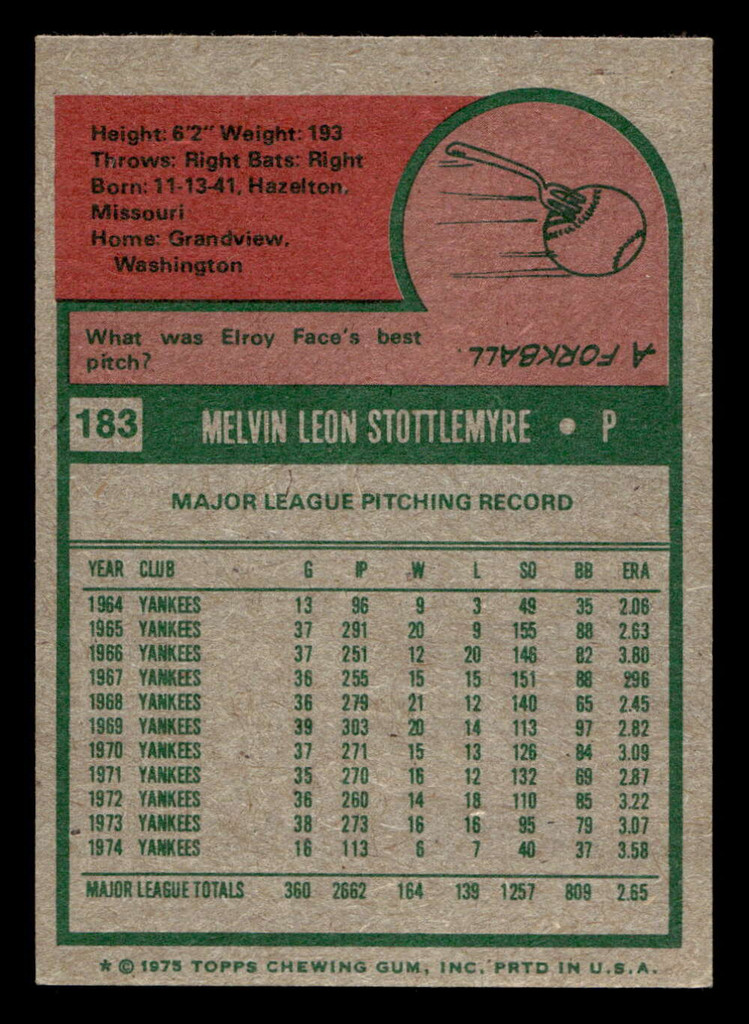 Height: 6'2" Weight: 193
Throws: Right Bats: Right
Born: 11-13-41, Hazelton,
Missouri
Home: Grandview,
Washington
What was Elroy Face's best
pitch?
A FORKBALL
183 MELVIN LEON STOTTLEMYRE • P
MAJOR LEAGUE PITCHING RECORD
YEAR CLUB G IP W L SO BB ERA
1964 YANKEES 13 96 9 3 49 35 2.06
1965 YANKEES 37 291 20 9 155 88 2.63
1966 YANKEES 37 251 12 20 146 82 3.80
1967 YANKEES 36 255 15 15 151 88 296
1968 YANKEES 36 279 21 12 140 65 2.45
1969 YANKEES 39 303 20 14 113 97 2.82
1970 YANKEES 37 271 15 13 126 84 3.09
1971 YANKEES 35 270 16 12 132 69 2.87
1972 YANKEES 36 260 14 18 110 85 3.22
1973 YANKEES 38 273 16 16 95 79 3.07
1974 YANKEES 16 113 6 7 40 37 3.58
MAJOR LEAGUE TOTALS 360 2662 164 139 1257 809 2.65
* © 1975 TOPPS CHEWING GUM, INC. PRTD IN U.S.A.